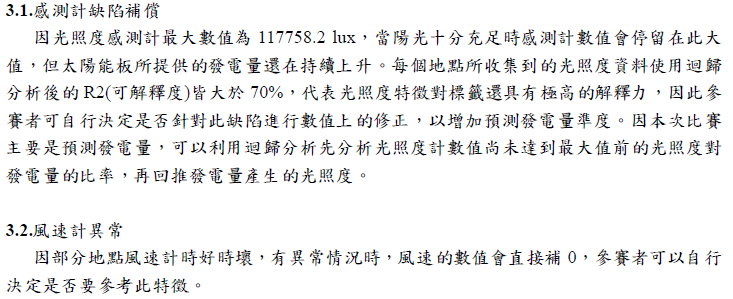 3.1.感測計缺陷補償
因光照度感測計最大數值為 117758.2 lux，當陽光十分充足時感測計數值會停留在此大
值，但太陽能板所提供的發電量還在持續上升。每個地點所收集到的光照度資料使用迴歸
分析後的 R2(可解釋度)皆大於 70%，代表光照度特徵對標籤還具有極高的解釋力，因此參
賽者可自行決定是否針對此缺陷進行數值上的修正，以增加預測發電量準度。因本次比賽
主要是預測發電量，可以利用迴歸分析先分析光照度計數值尚未達到最大值前的光照度對
發電量的比率，再回推發電量產生的光照度。
3.2.風速計異常
因部分地點風速計時好時壞，有異常情況時，風速的數值會直接補 0，參賽者可以自行
決定是否要參考此特徵。